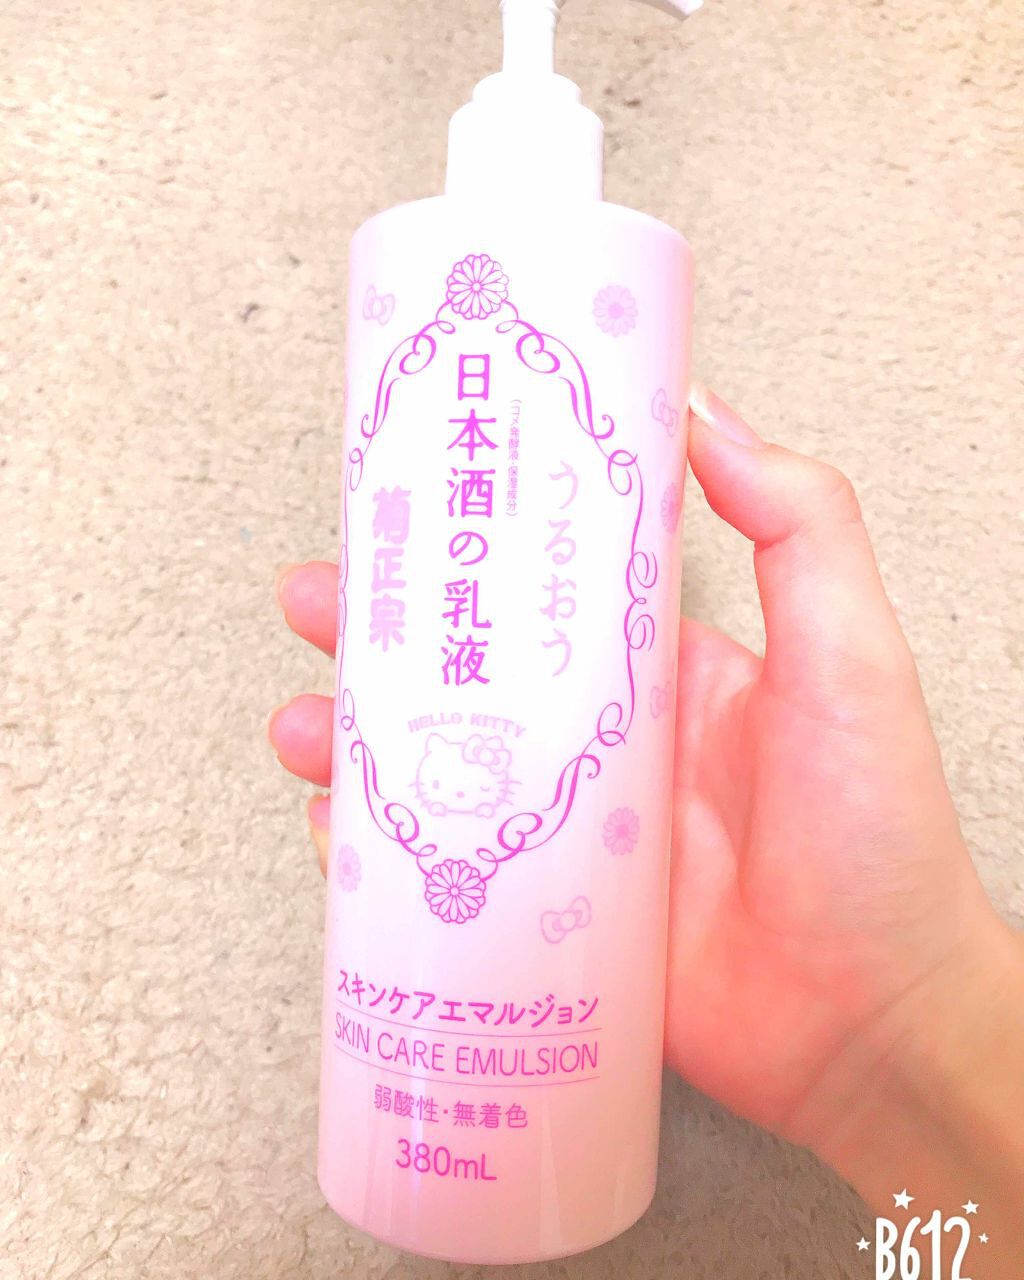 うるおう
日本酒の乳液
(コメ発酵液・保湿成分)
菊正宗
HELLO KITTY
スキンケアエマルジョン
SKIN CARE EMULSION
弱酸性・無着色
380mL
B612